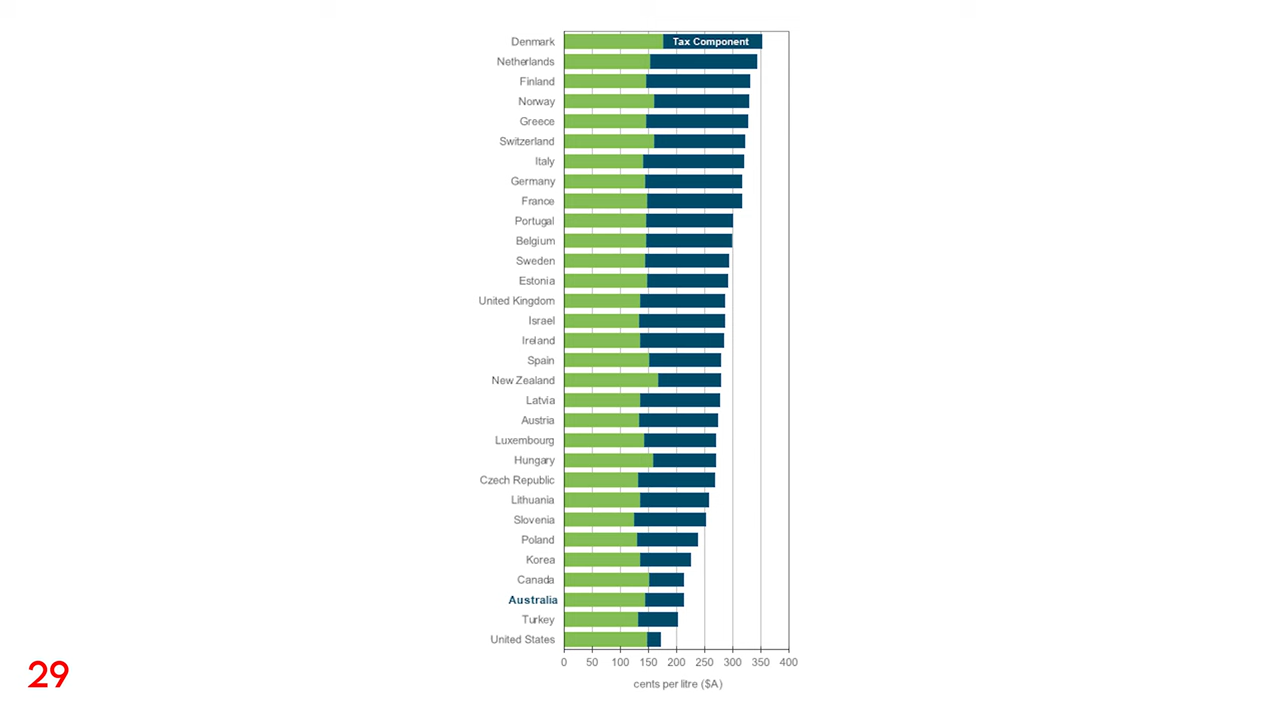 Denmark Tax Component
Netherlands
Finland
Norway
Greece
Switzerland
Italy
Germany
France
Portugal
Belgium
Sweden
Estonia
United Kingdom
Israel
Ireland
Spain
New Zealand
Latvia
Austria
Luxembourg
Hungary
Czech Republic
Lithuania
Slovenia
Poland
Korea
Canada
Australia
Turkey
United States
0 50 100 150 200 250 300 350 400
cents per litre ($A)
29